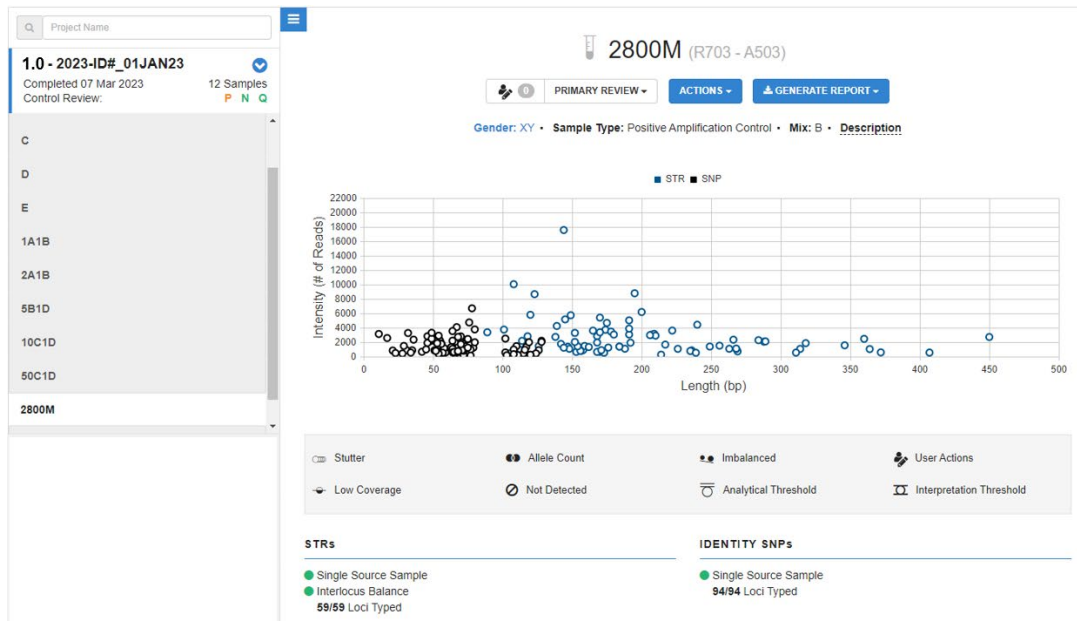 Project Name
1.0 - 2023-ID#_01JAN23
Completed 07 Mar 2023 12 Samples
Control Review: P N Q
C
D
E
1A1B
2A1B
5B1D
10C1D
50C1D
2800M
2800M (R703 - A503)
0 PRIMARY REVIEW ACTIONS GENERATE REPORT
Gender: XY • Sample Type: Positive Amplification Control • Mix: B • Description
STR SNP
Intensity (# of Reads)
22000
20000
18000
16000
14000
12000
10000
8000
6000
4000
2000
0
0 50 100 150 200 250 300 350 400 450 500
Length (bp)
Stutter Allele Count Imbalanced User Actions
Low Coverage Not Detected Analytical Threshold Interpretation Threshold
STRs
Single Source Sample
Interlocus Balance
59/59 Loci Typed
IDENTITY SNPs
Single Source Sample
94/94 Loci Typed